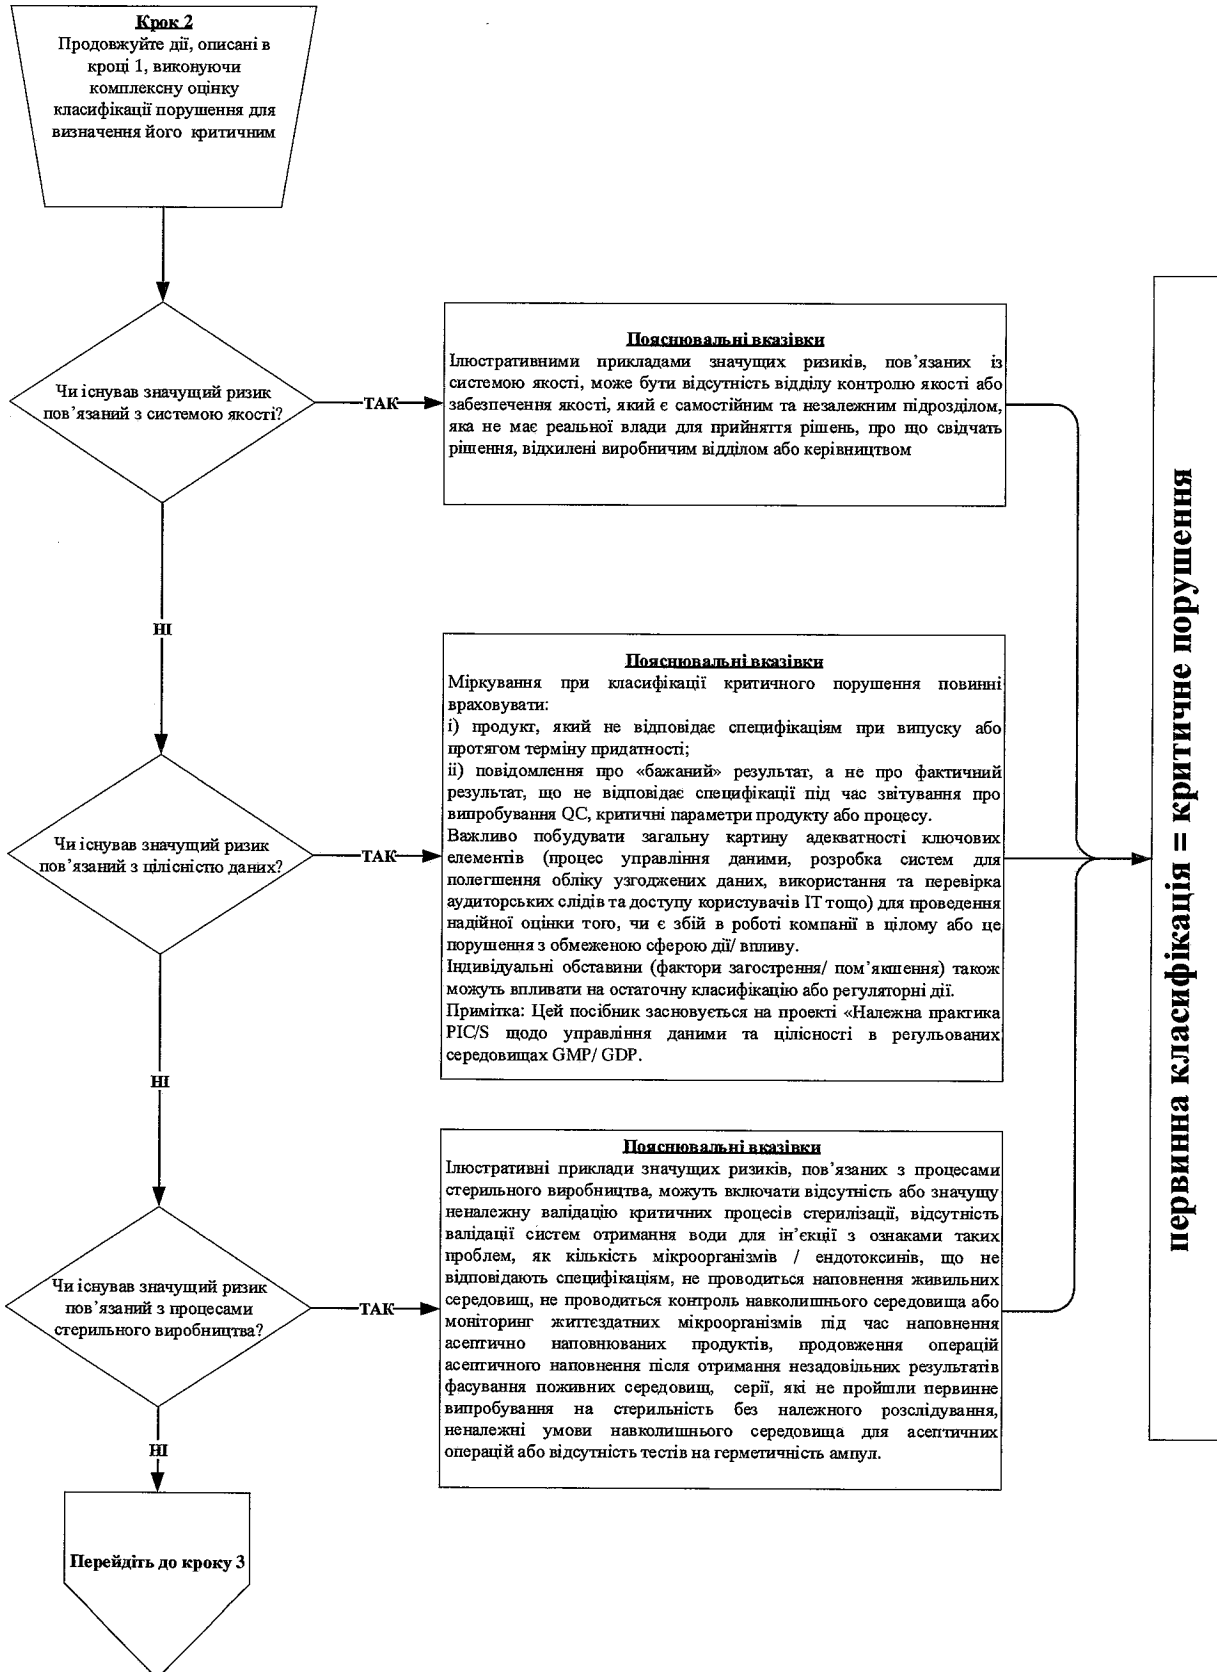 Крок 2
Продовжуйте дії, описані в
кроці 1, виконуючи
комплексну оцінку
класифікації порушення для
визначення його критичним
Чи існував значущий ризик
пов’язаний з системою якості?
ТАК
Пояснювальні вказівки
Ілюстративними прикладами значущих ризиків, пов’язаних із
системою якості, може бути відсутність відділу контролю якості або
забезпечення якості, який є самостійним та незалежним підрозділом,
яка не має реальної влади для прийняття рішень, про що свідчать
рішення, відхилені виробничим відділом або керівництвом
НІ
Чи існував значущий ризик
пов’язаний з цілісністю даних?
ТАК
Пояснювальні вказівки
Міркування при класифікації критичного порушення повинні
враховувати:
i) продукт, який не відповідає специфікаціям при випуску або
протягом терміну придатності;
ii) повідомлення про «бажаний» результат, а не про фактичний
результат, що не відповідає специфікації під час звітування про
випробування QC, критичні параметри продукту або процесу.
Важливо побудувати загальну картину адекватності ключових
елементів (процес управління даними, розробка систем для
полегшення обліку узгоджених даних, використання та перевірка
аудиторських слідів та доступу користувачів IT тощо) для проведення
надійної оцінки того, чи є збій в роботі компанії в цілому або це
порушення з обмеженою сферою дії/ впливу.
Індивідуальні обставини (фактори загострення/ пом’якшення) також
можуть впливати на остаточну класифікацію або регуляторні дії.
Примітка: Цей посібник засновується на проекті «Належна практика
PIC/S щодо управління даними та цілісності в регульованих
середовищах GMP/ GDP.
НІ
Чи існував значущий ризик
пов’язаний з процесами
стерильного виробництва?
ТАК
Пояснювальні вказівки
Ілюстративні приклади значущих ризиків, пов’язаних з процесами
стерильного виробництва, можуть включати відсутність або значущу
неналежну валідацію критичних процесів стерилізації, відсутність
валідації систем отримання води для ін’єкції з ознаками таких
проблем, як кількість мікроорганізмів / ендотоксинів, що не
відповідають специфікаціям, не проводиться наповнення живильних
середовищ, не проводиться контроль навколишнього середовища або
моніторинг життєздатних мікроорганізмів під час наповнення
асептично наповнюваних продуктів, продовження операцій
асептичного наповнення після отримання незадовільних результатів
фасування поживних середовищ, серії, які не пройшли первинне
випробування на стерильність без належного розслідування,
неналежні умови навколишнього середовища для асептичних
операцій або відсутність тестів на герметичність ампул.
НІ
Перейдіть до кроку 3
первинна класифікація = критичне порушення